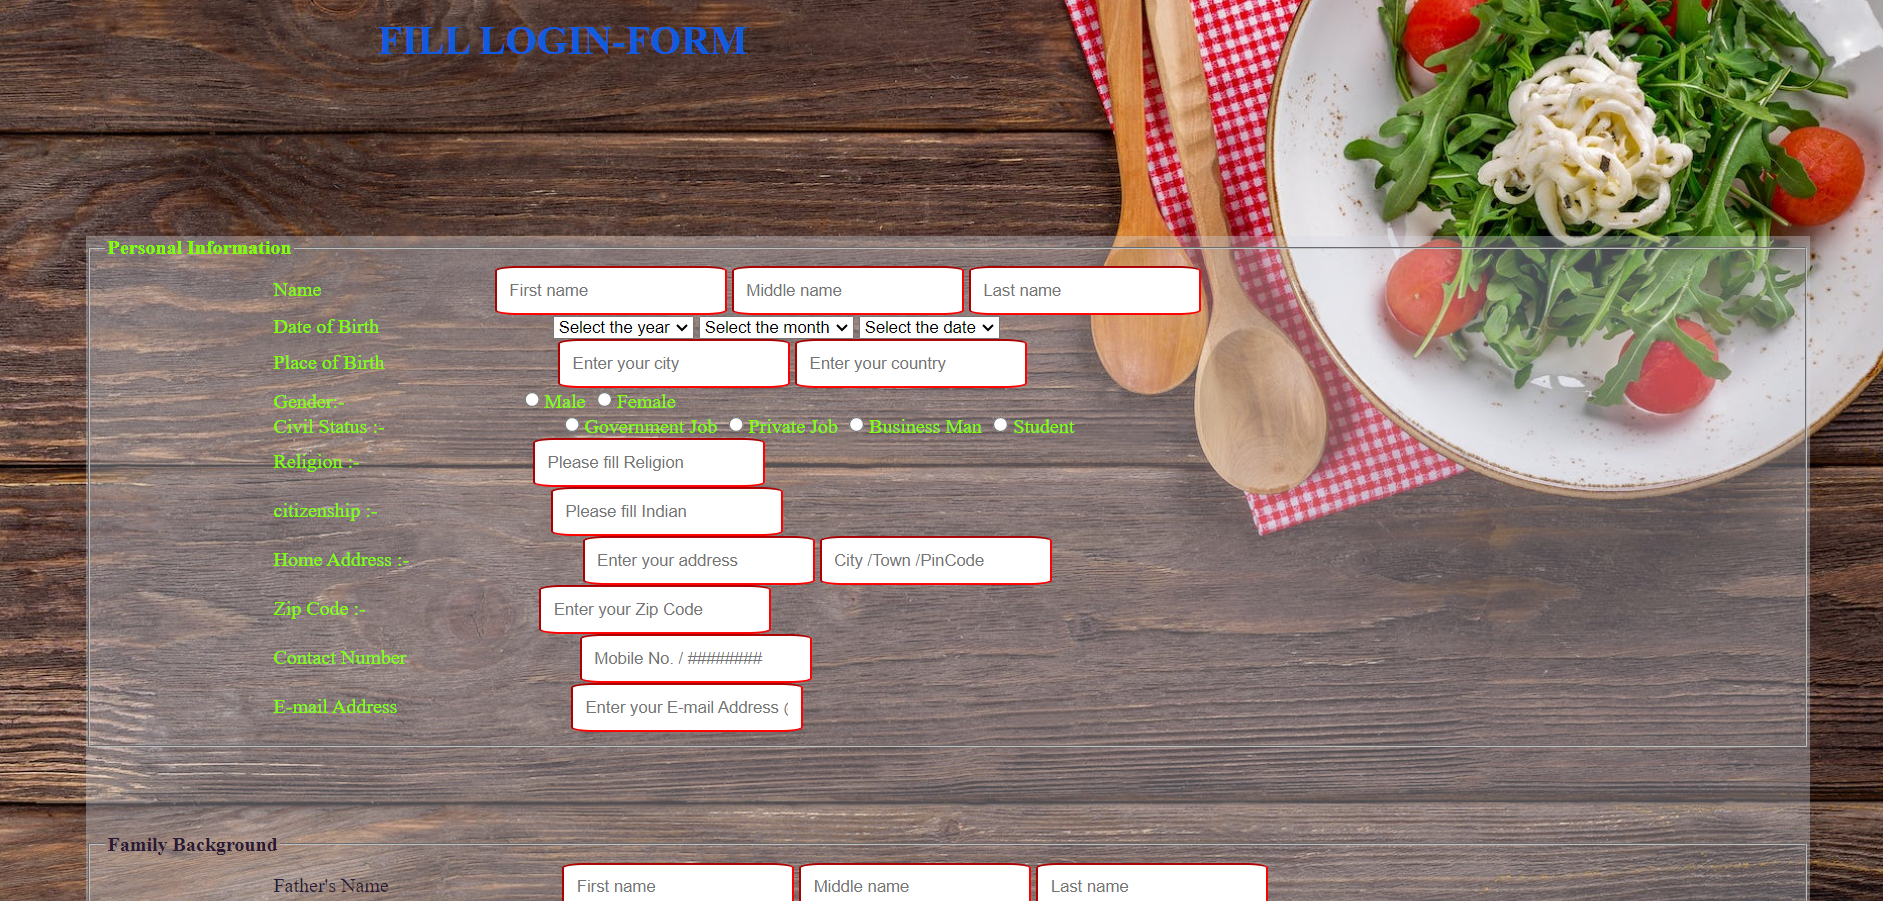 FILL LOGIN-FORM
Personal Information
Name First name Middle name Last name
Date of Birth Select the year Select the month Select the date
Place of Birth Enter your city Enter your country
Gender:- Male Female
Civil Status :- Government Job Private Job Business Man Student
Religion :- Please fill Religion
citizenship :- Please fill Indian
Home Address :- Enter your address City /Town /PinCode
Zip Code :- Enter your Zip Code
Contact Number Mobile No. / ########
E-mail Address Enter your E-mail Address (
Family Background
Father's Name First name Middle name Last name